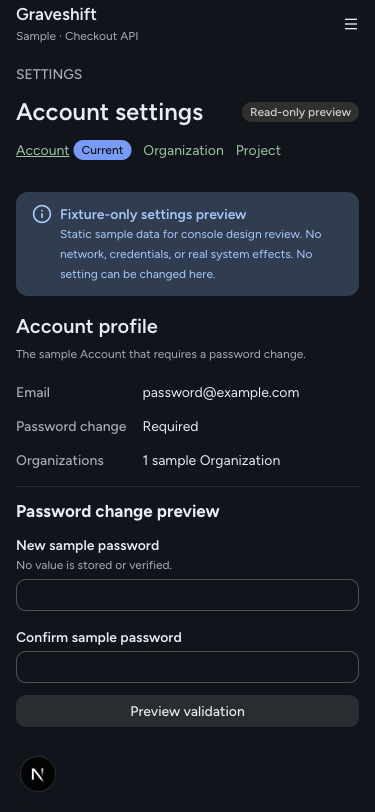 Graveshift
Sample · Checkout API
SETTINGS
Account settings
Read-only preview
Account Current Organization Project
Fixture-only settings preview
Static sample data for console design review. No
network, credentials, or real system effects. No
setting can be changed here.
Account profile
The sample Account that requires a password change.
Email password@example.com
Password change Required
Organizations 1 sample Organization
Password change preview
New sample password
No value is stored or verified.
Confirm sample password
Preview validation
N